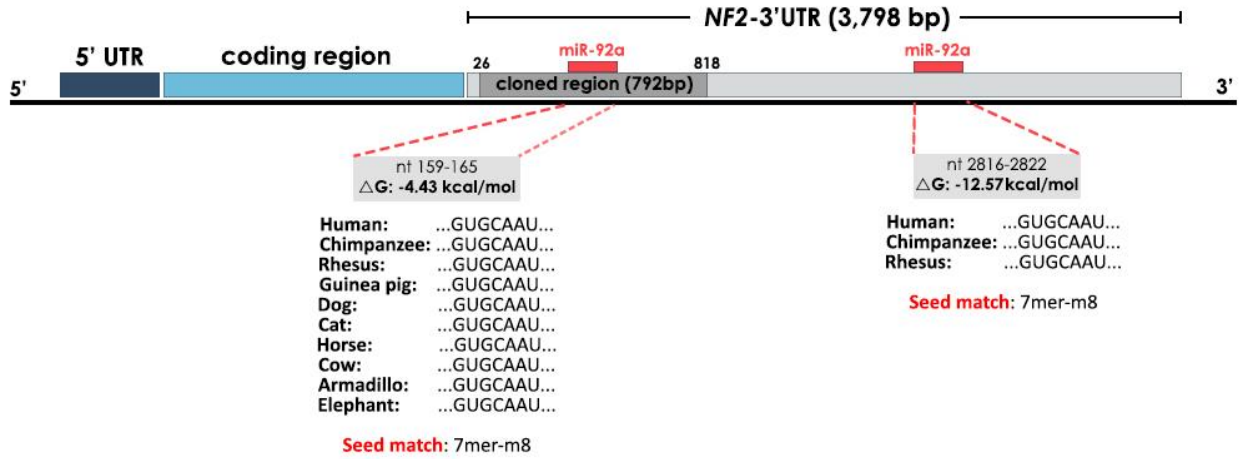 NF2-3'UTR (3,798 bp)
5' UTR
coding region
miR-92a
miR-92a
26
818
cloned region (792bp)
5'
3'
nt 159-165
△G: -4.43 kcal/mol
Human: ...GUGCAAU...
Chimpanzee: ...GUGCAAU...
Rhesus: ...GUGCAAU...
Guinea pig: ...GUGCAAU...
Dog: ...GUGCAAU...
Cat: ...GUGCAAU...
Horse: ...GUGCAAU...
Cow: ...GUGCAAU...
Armadillo: ...GUGCAAU...
Elephant: ...GUGCAAU...
Seed match: 7mer-m8
nt 2816-2822
△G: -12.57kcal/mol
Human: ...GUGCAAU...
Chimpanzee: ...GUGCAAU...
Rhesus: ...GUGCAAU...
Seed match: 7mer-m8